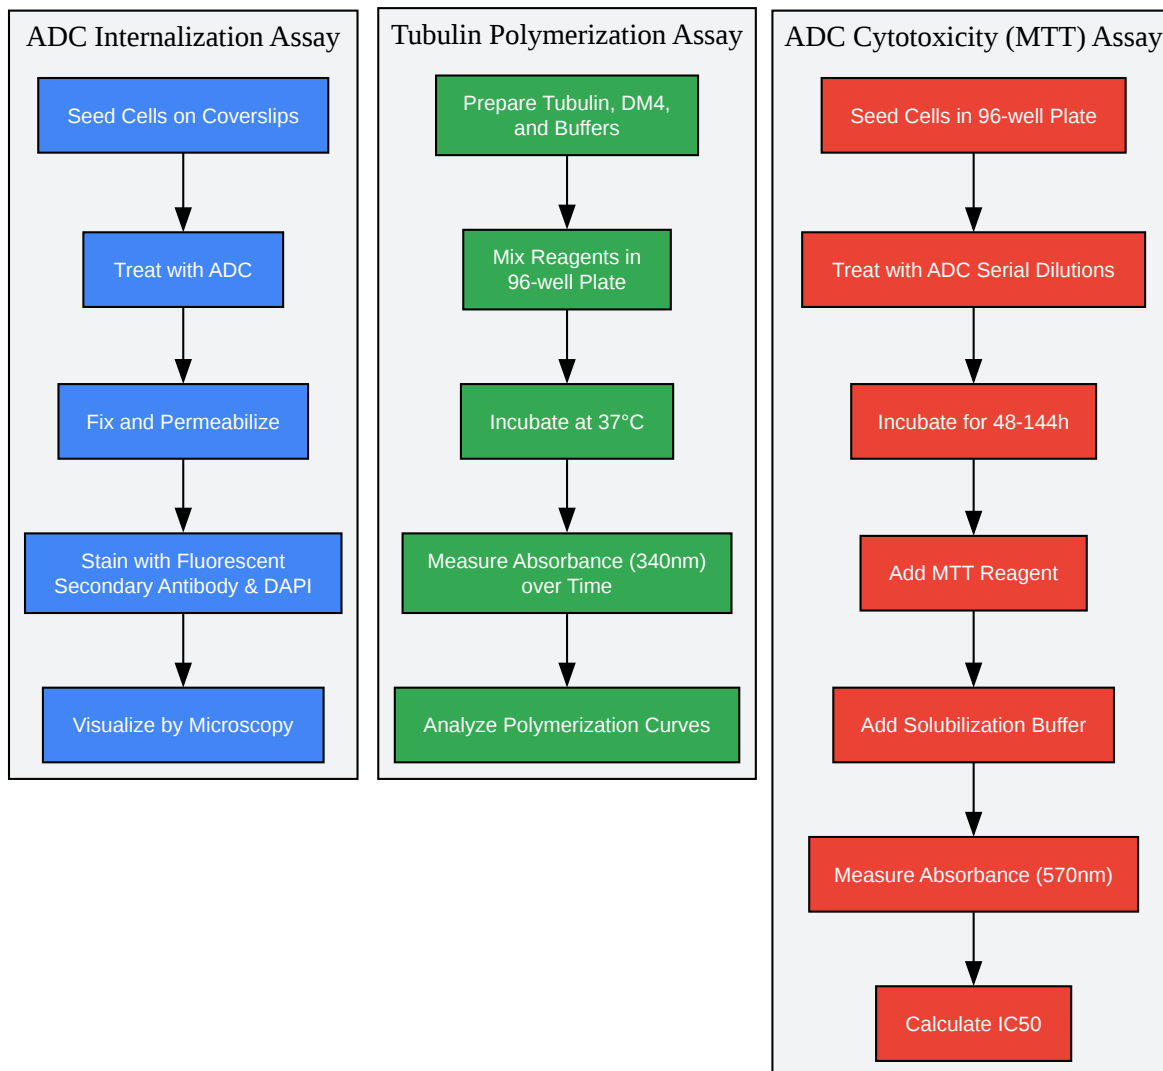 ADC Internalization Assay
Seed Cells on Coverslips
Treat with ADC
Fix and Permeabilize
Stain with Fluorescent
Secondary Antibody & DAPI
Visualize by Microscopy
Tubulin Polymerization Assay
Prepare Tubulin, DM4,
and Buffers
Mix Reagents in
96-well Plate
Incubate at 37°C
Measure Absorbance (340nm)
over Time
Analyze Polymerization Curves
ADC Cytotoxicity (MTT) Assay
Seed Cells in 96-well Plate
Treat with ADC Serial Dilutions
Incubate for 48-144h
Add MTT Reagent
Add Solubilization Buffer
Measure Absorbance (570nm)
Calculate IC50